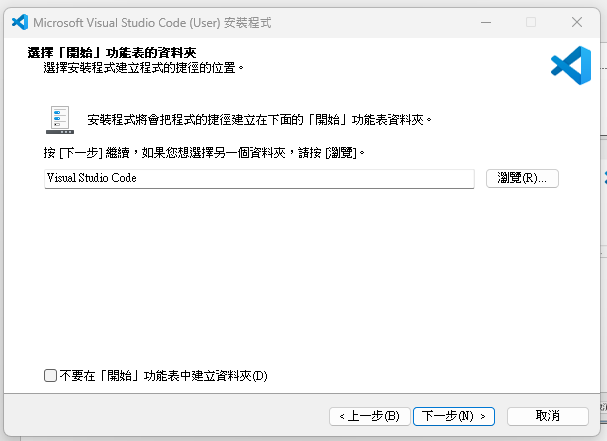 Microsoft Visual Studio Code (User) 安裝程式
選擇「開始」功能表的資料夾
選擇安裝程式建立程式的捷徑的位置。
安裝程式將會把程式的捷徑建立在下面的「開始」功能表資料夾。
按 [下一步] 繼續，如果您想選擇另一個資料夾，請按 [瀏覽]。
Visual Studio Code
瀏覽(R)...
不要在「開始」功能表中建立資料夾(D)
< 上一步(B)
下一步(N) >
取消